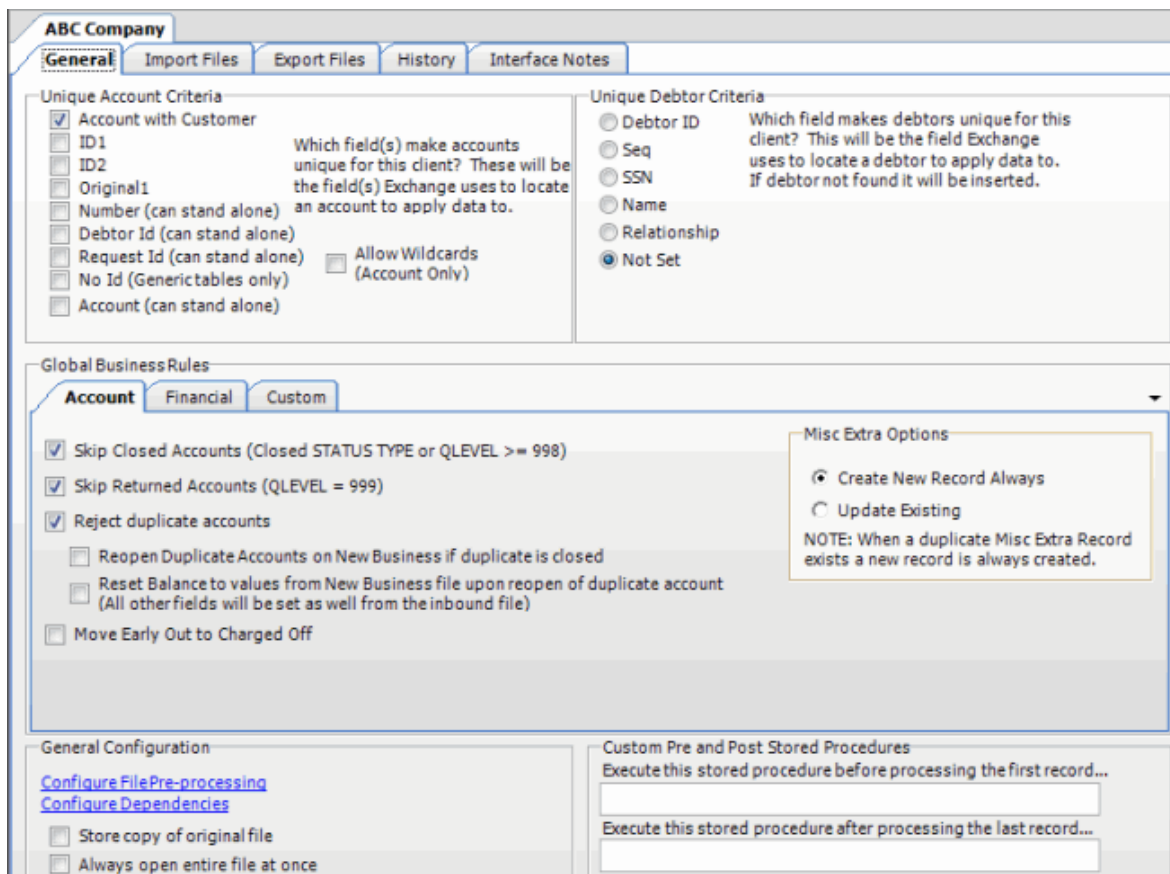 ABC Company
General Import Files Export Files History Interface Notes
Unique Account Criteria
Account with Customer
ID1
ID2
Original1
Number (can stand alone)
Debtor Id (can stand alone)
Request Id (can stand alone)
No Id (Generic tables only)
Account (can stand alone)
Which field(s) make accounts
unique for this client? These will be
the field(s) Exchange uses to locate
an account to apply data to.
Allow Wildcards
(Account Only)
Unique Debtor Criteria
Debtor ID
Seq
SSN
Name
Relationship
Not Set
Which field makes debtors unique for this
client? This will be the field Exchange
uses to locate a debtor to apply data to.
If debtor not found it will be inserted.
Global Business Rules
Account Financial Custom
Skip Closed Accounts (Closed STATUS TYPE or QLEVEL >= 998)
Skip Returned Accounts (QLEVEL = 999)
Reject duplicate accounts
Reopen Duplicate Accounts on New Business if duplicate is closed
Reset Balance to values from New Business file upon reopen of duplicate account
(All other fields will be set as well from the inbound file)
Move Early Out to Charged Off
Misc Extra Options
Create New Record Always
Update Existing
NOTE: When a duplicate Misc Extra Record
exists a new record is always created.
General Configuration
Configure File Pre-processing
Configure Dependencies
Store copy of original file
Always open entire file at once
Custom Pre and Post Stored Procedures
Execute this stored procedure before processing the first record...
Execute this stored procedure after processing the last record...